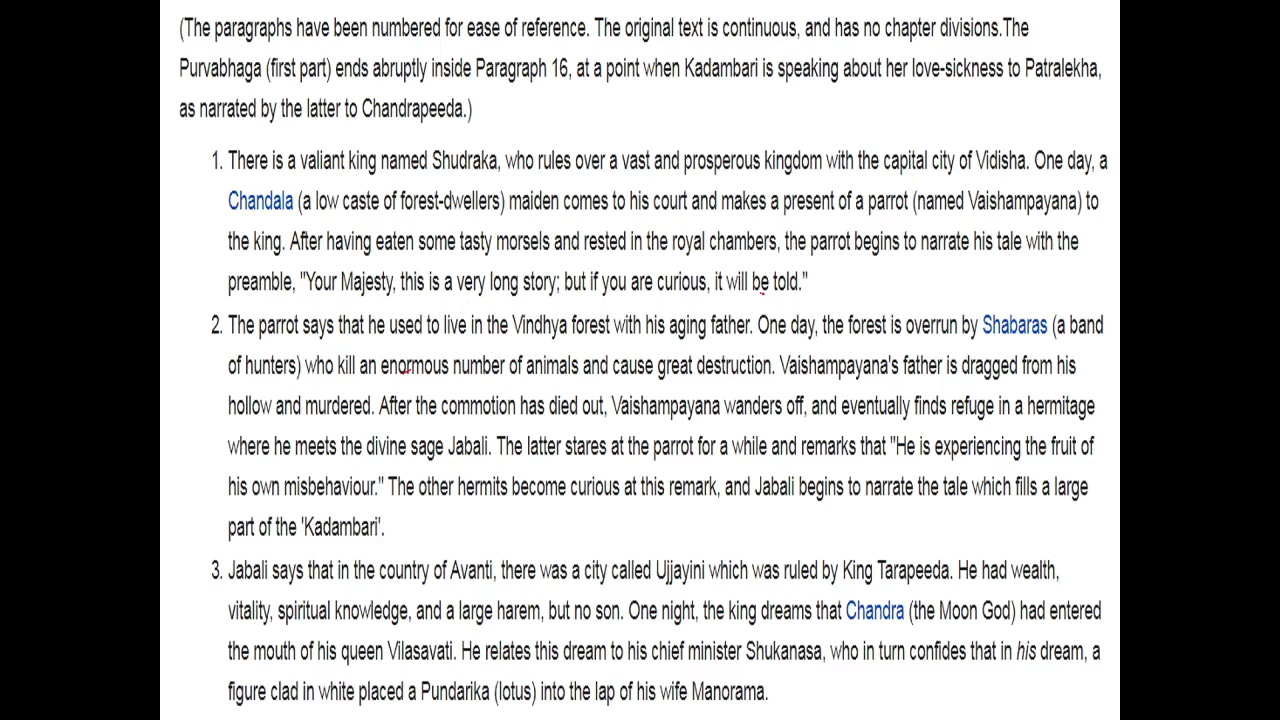 (The paragraphs have been numbered for ease of reference. The original text is continuous, and has no chapter divisions.The
Purvabhaga (first part) ends abruptly inside Paragraph 16, at a point when Kadambari is speaking about her love-sickness to Patralekha,
as narrated by the latter to Chandrapeeda.)
1. There is a valiant king named Shudraka, who rules over a vast and prosperous kingdom with the capital city of Vidisha. One day, a
Chandala (a low caste of forest-dwellers) maiden comes to his court and makes a present of a parrot (named Vaishampayana) to
the king. After having eaten some tasty morsels and rested in the royal chambers, the parrot begins to narrate his tale with the
preamble, "Your Majesty, this is a very long story; but if you are curious, it will be told."
2. The parrot says that he used to live in the Vindhya forest with his aging father. One day, the forest is overrun by Shabaras (a band
of hunters) who kill an enormous number of animals and cause great destruction. Vaishampayana's father is dragged from his
hollow and murdered. After the commotion has died out, Vaishampayana wanders off, and eventually finds refuge in a hermitage
where he meets the divine sage Jabali. The latter stares at the parrot for a while and remarks that "He is experiencing the fruit of
his own misbehaviour." The other hermits become curious at this remark, and Jabali begins to narrate the tale which fills a large
part of the 'Kadambari'.
3. Jabali says that in the country of Avanti, there was a city called Ujjayini which was ruled by King Tarapeeda. He had wealth,
vitality, spiritual knowledge, and a large harem, but no son. One night, the king dreams that Chandra (the Moon God) had entered
the mouth of his queen Vilasavati. He relates this dream to his chief minister Shukanasa, who in turn confides that in his dream, a
figure clad in white placed a Pundarika (lotus) into the lap of his wife Manorama.